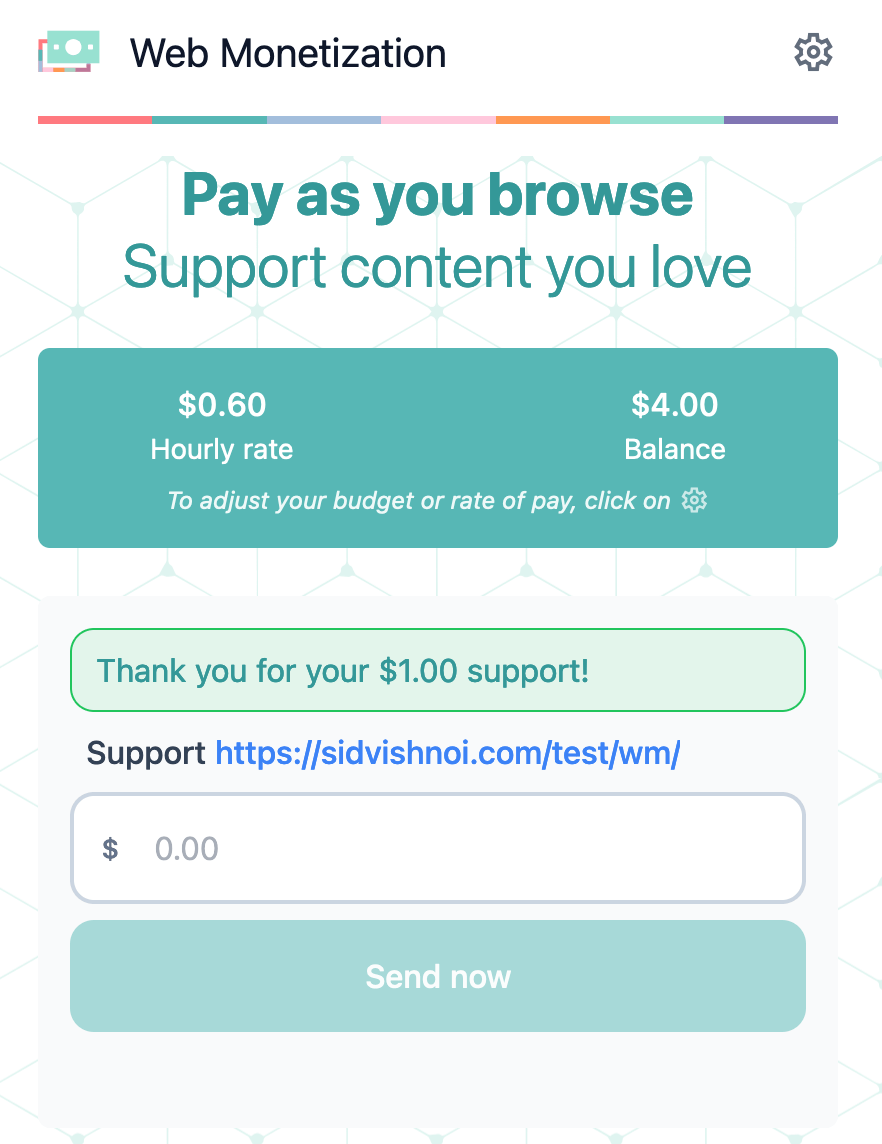 Web Monetization
Pay as you browse
Support content you love
$0.60
Hourly rate
$4.00
Balance
To adjust your budget or rate of pay, click on
Thank you for your $1.00 support!
Support https://sidvishnoi.com/test/wm/
$ 0.00
Send now